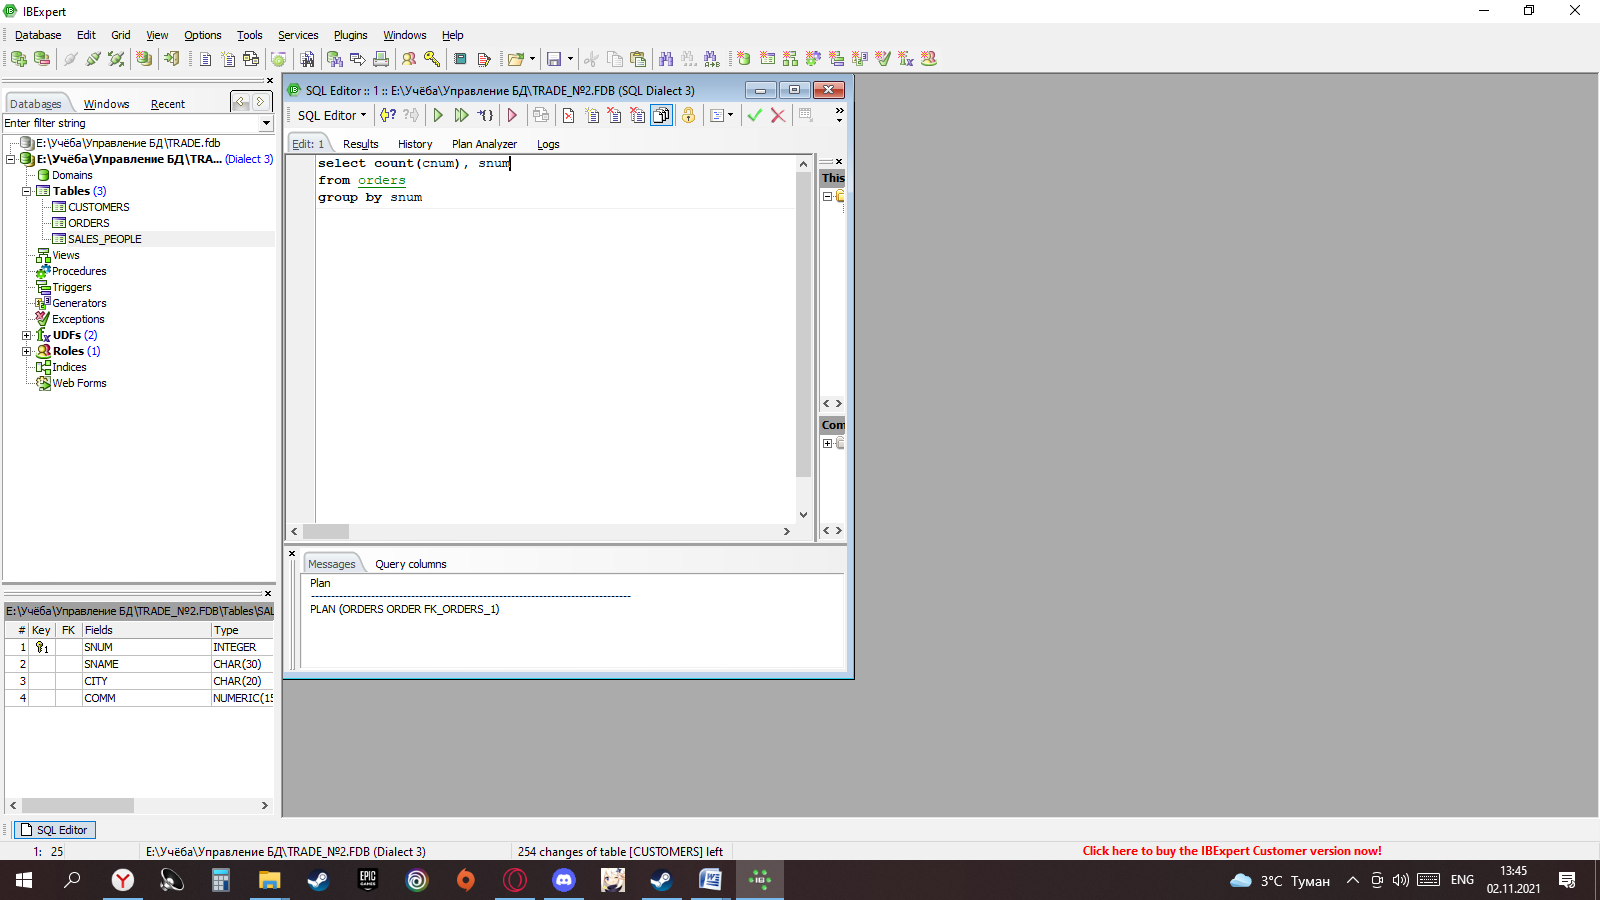 IBExpert
Database Edit Grid View Options Tools Services Plugins Windows Help
Databases Windows Recent
Enter filter string
E:\Учёба\Управление БД\TRADE.fdb
E:\Учёба\Управление БД\TRA... (Dialect 3)
Domains
Tables (3)
CUSTOMERS
ORDERS
SALES_PEOPLE
Views
Procedures
Triggers
Generators
Exceptions
UDFs (2)
Roles (1)
Indices
Web Forms
E:\Учёба\Управление БД\TRADE_№2.FDB\Tables\SAL
# Key FK Fields Type
1 1 SNUM INTEGER
2 SNAME CHAR(30)
3 CITY CHAR(20)
4 COMM NUMERIC(15
SQL Editor :: 1 :: E:\Учёба\Управление БД\TRADE_№2.FDB (SQL Dialect 3)
SQL Editor
Edit: 1 Results History Plan Analyzer Logs
select count(cnum), snum
from orders
group by snum
This
Com
Messages Query columns
Plan
--------------------------------------------------------------------------------
PLAN (ORDERS ORDER FK_ORDERS_1)
SQL Editor
1: 25 E:\Учёба\Управление БД\TRADE_№2.FDB (Dialect 3) 254 changes of table [CUSTOMERS] left Click here to buy the IBExpert Customer version now!
EPIC GAMES
3°C Туман ENG 13:45
02.11.2021